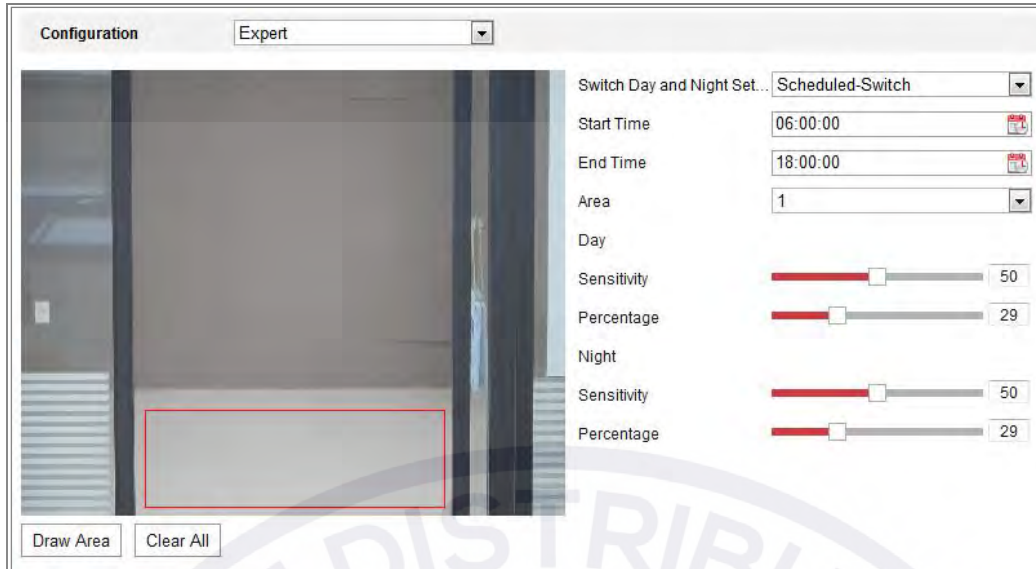 Configuration Expert
Switch Day and Night Set... Scheduled-Switch
Start Time 06:00:00
End Time 18:00:00
Area 1
Day
Sensitivity 50
Percentage 29
Night
Sensitivity 50
Percentage 29
Draw Area Clear All
DISTRIB